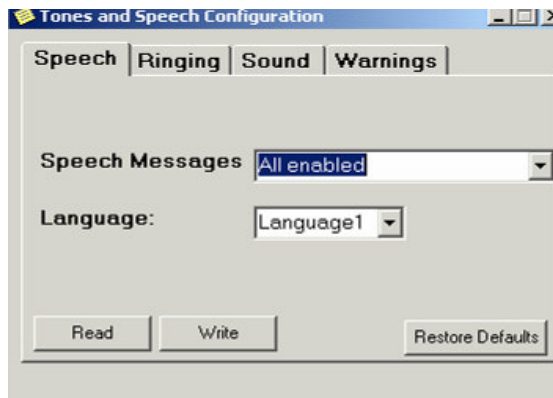 Tones and Speech Configuration
Speech Ringing Sound Warnings
Speech Messages All enabled
Language: Language1
Read Write Restore Defaults